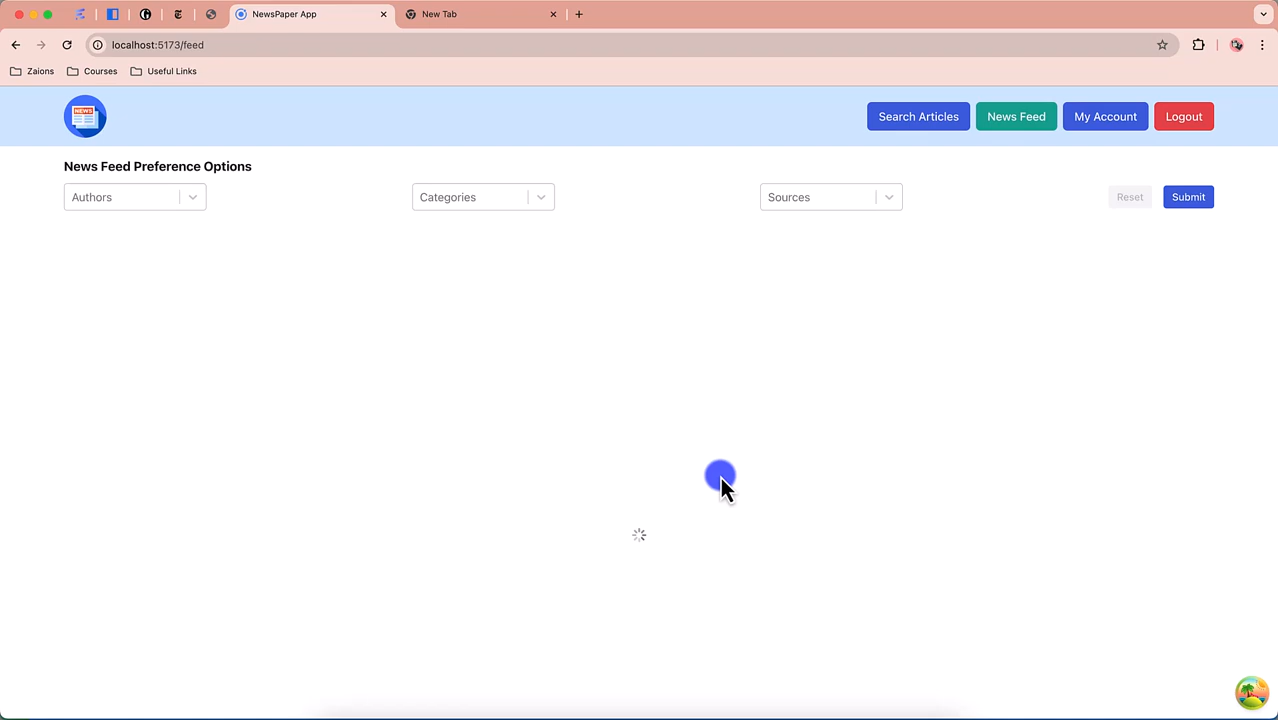 NewsPaper App
New Tab
localhost:5173/feed
Zaions
Courses
Useful Links
NEWS
Search Articles
News Feed
My Account
Logout
News Feed Preference Options
Authors
Categories
Sources
Reset
Submit